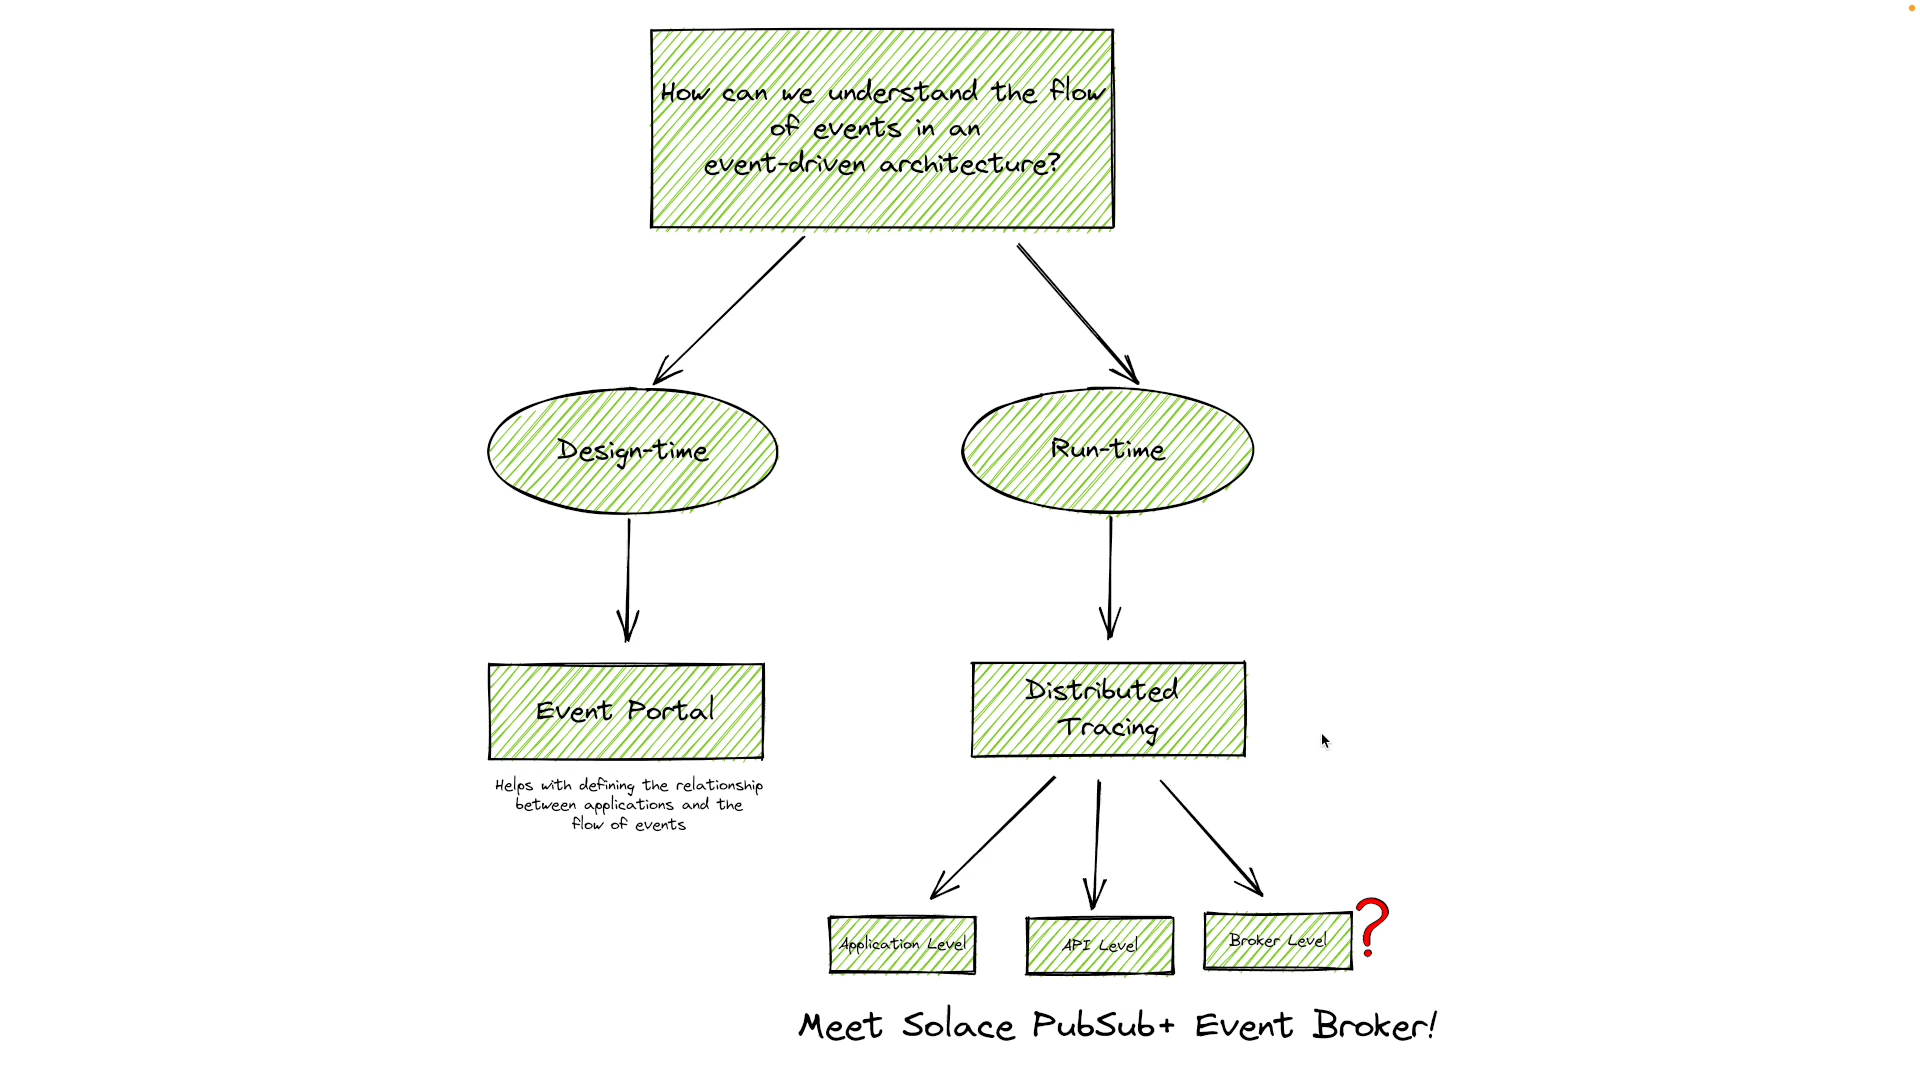 How can we understand the flow
of events in an
event-driven architecture?
Design-time
Run-time
Event Portal
Distributed
Tracing
Helps with defining the relationship
between applications and the
flow of events
Application Level
API Level
Broker Level
?
Meet Solace PubSub+ Event Broker!